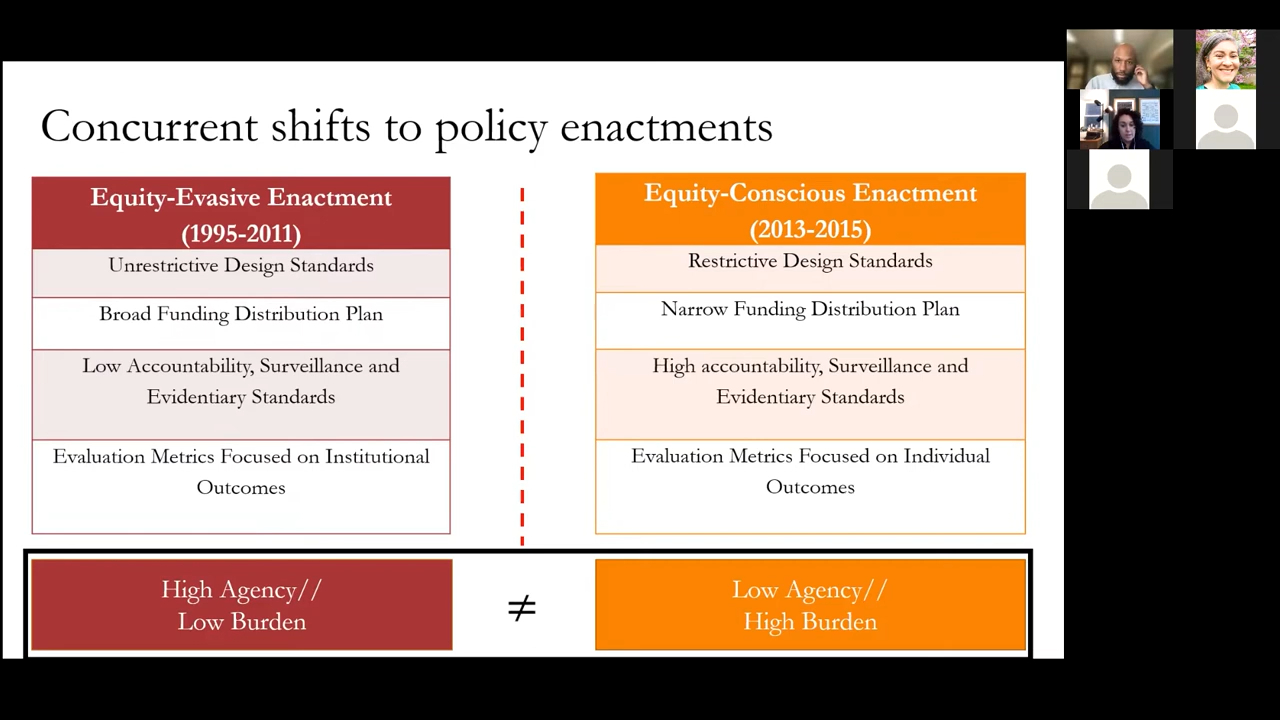 Concurrent shifts to policy enactments
Equity-Evasive Enactment
(1995-2011)
Unrestrictive Design Standards
Broad Funding Distribution Plan
Low Accountability, Surveillance and
Evidentiary Standards
Evaluation Metrics Focused on Institutional
Outcomes
High Agency//
Low Burden
≠
Equity-Conscious Enactment
(2013-2015)
Restrictive Design Standards
Narrow Funding Distribution Plan
High accountability, Surveillance and
Evidentiary Standards
Evaluation Metrics Focused on Individual
Outcomes
Low Agency//
High Burden